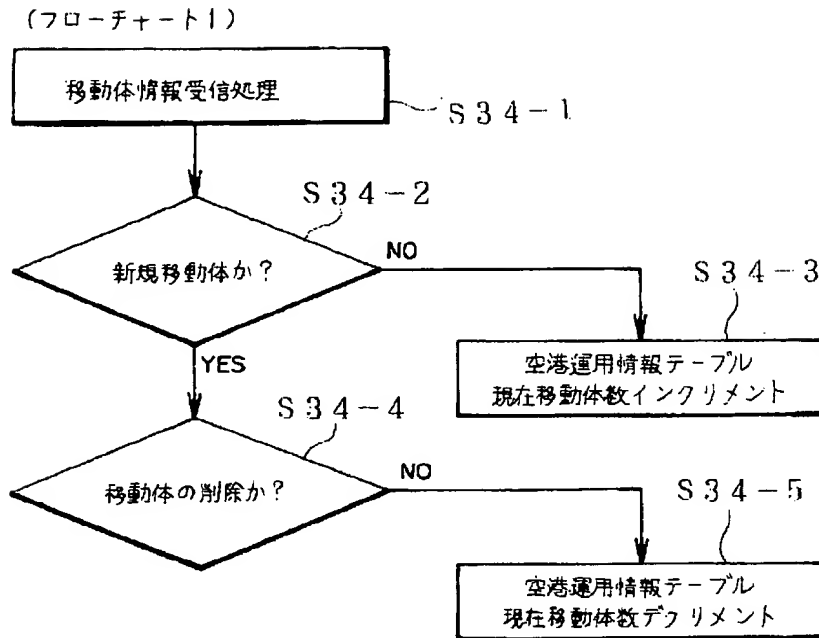 (フローチャート1)
移動体情報受信処理
S34-1
S34-2
新規移動体か?
NO
S34-3
YES
空港運用情報テーブル
現在移動体数インクリメント
S34-4
移動体の削除か?
NO
S34-5
空港運用情報テーブル
現在移動体数デクリメント